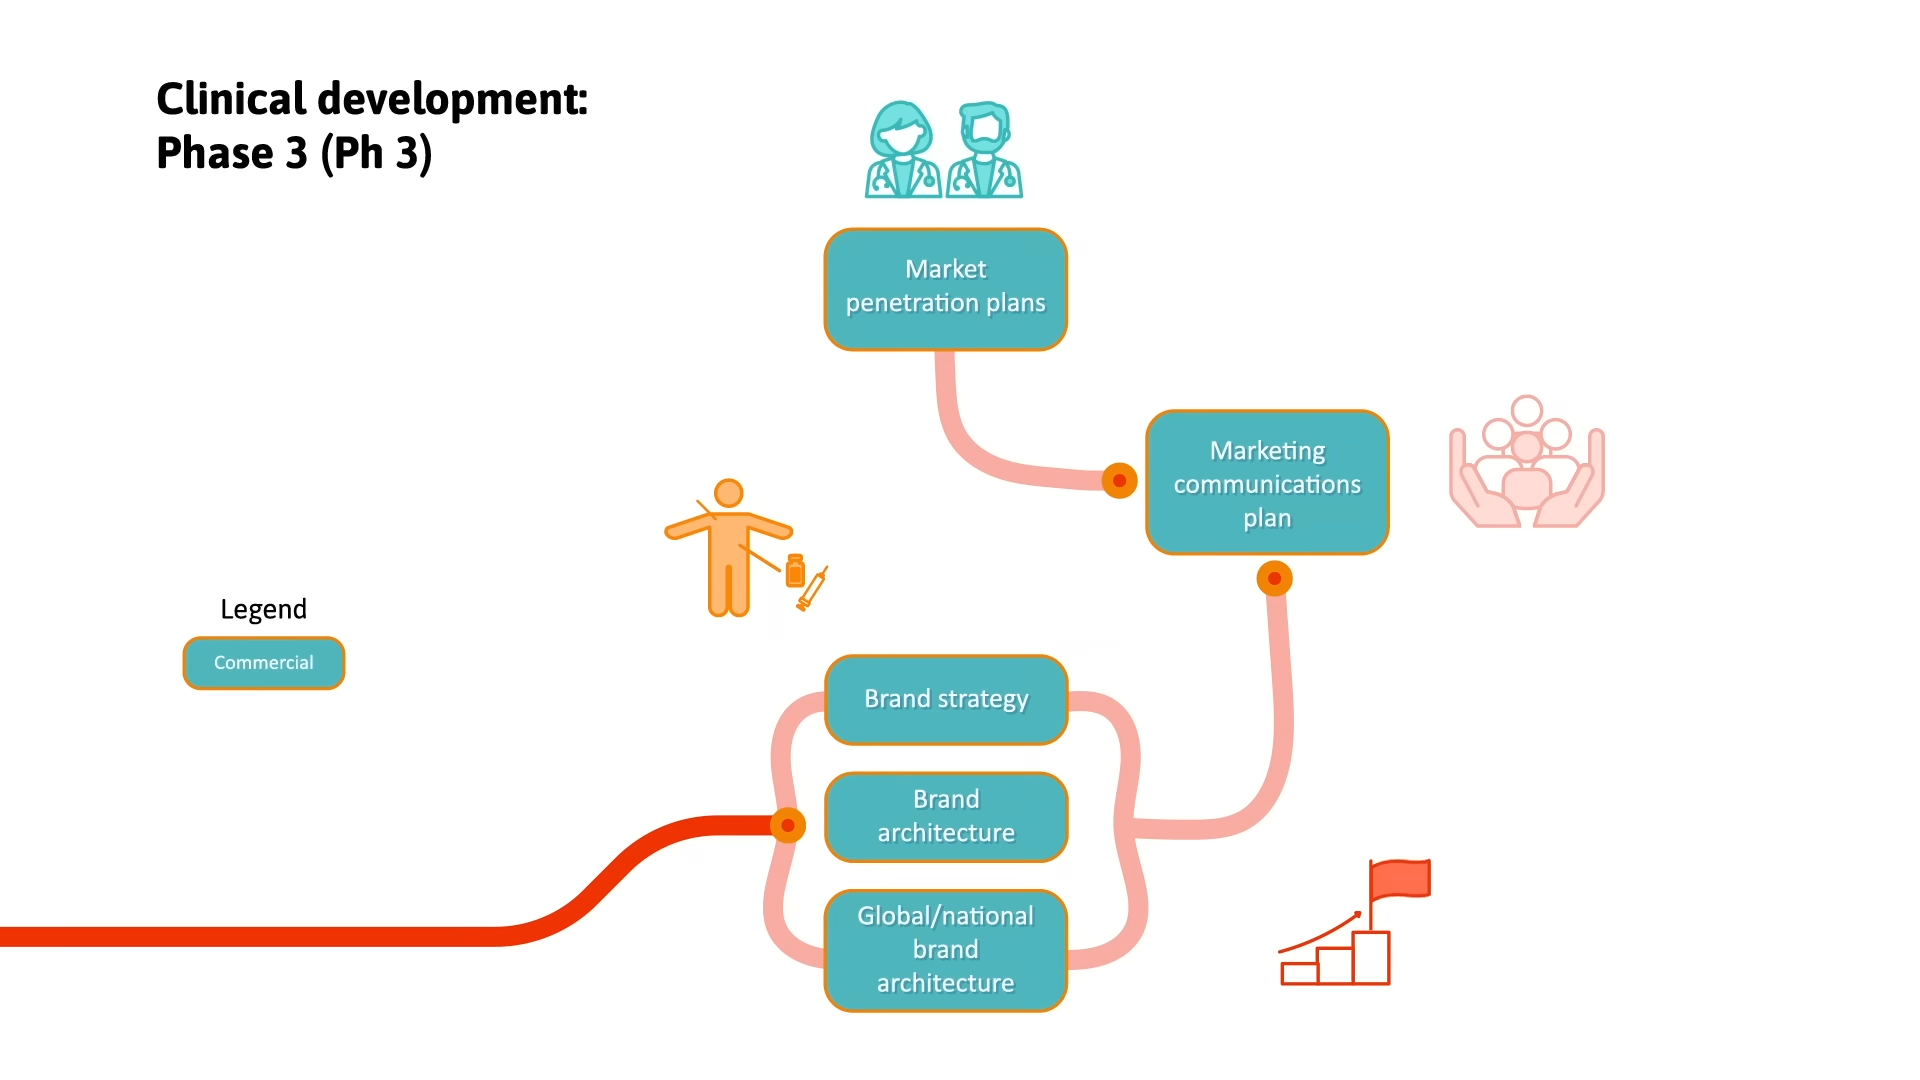 Clinical development:
Phase 3 (Ph 3)
Market
penetration plans
Marketing
communications
plan
Legend
Commercial
Brand strategy
Brand
architecture
Global/national
brand
architecture